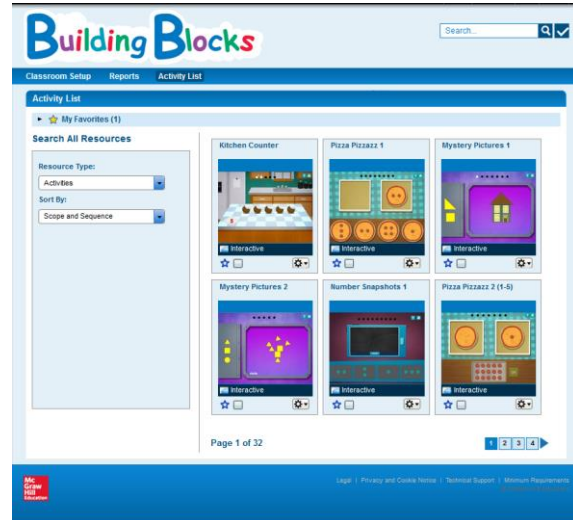 Building Blocks
Search...
Classroom Setup Reports Activity List
Activity List
My Favorites (1)
Search All Resources
Resource Type:
Activities
Sort By:
Scope and Sequence
Kitchen Counter
Pizza Pizzazz 1
Mystery Pictures 1
Interactive
Interactive
Interactive
Mystery Pictures 2
Number Snapshots 1
Pizza Pizzazz 2 (1-5)
Interactive
Interactive
Interactive
Page 1 of 32
1 2 3 4
Mc
Graw
Hill
Education
Legal | Privacy and Cookie Notice | Technical Support | Minimum Requirements